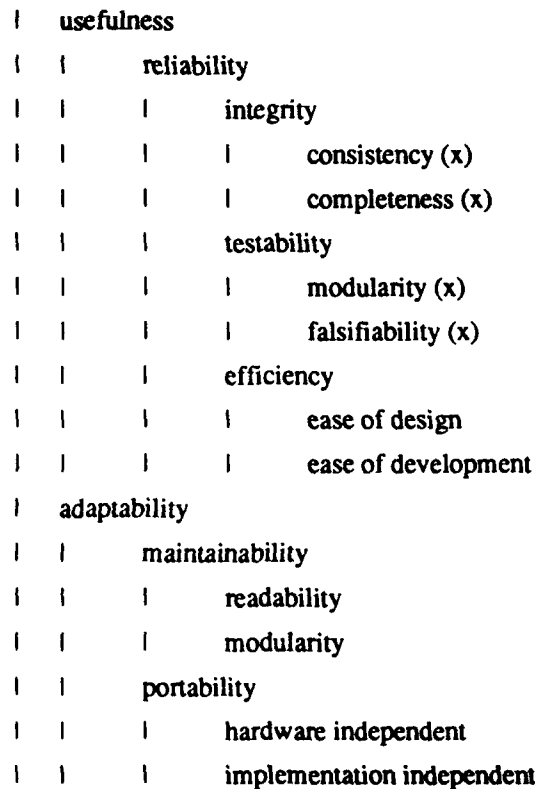 | usefulness
| | reliability
| | | integrity
| | | | consistency (x)
| | | | completeness (x)
| | | testability
| | | | modularity (x)
| | | | falsifiability (x)
| | | efficiency
| | | | ease of design
| | | | ease of development
| adaptability
| | maintainability
| | | readability
| | | modularity
| | portability
| | | hardware independent
| | | implementation independent